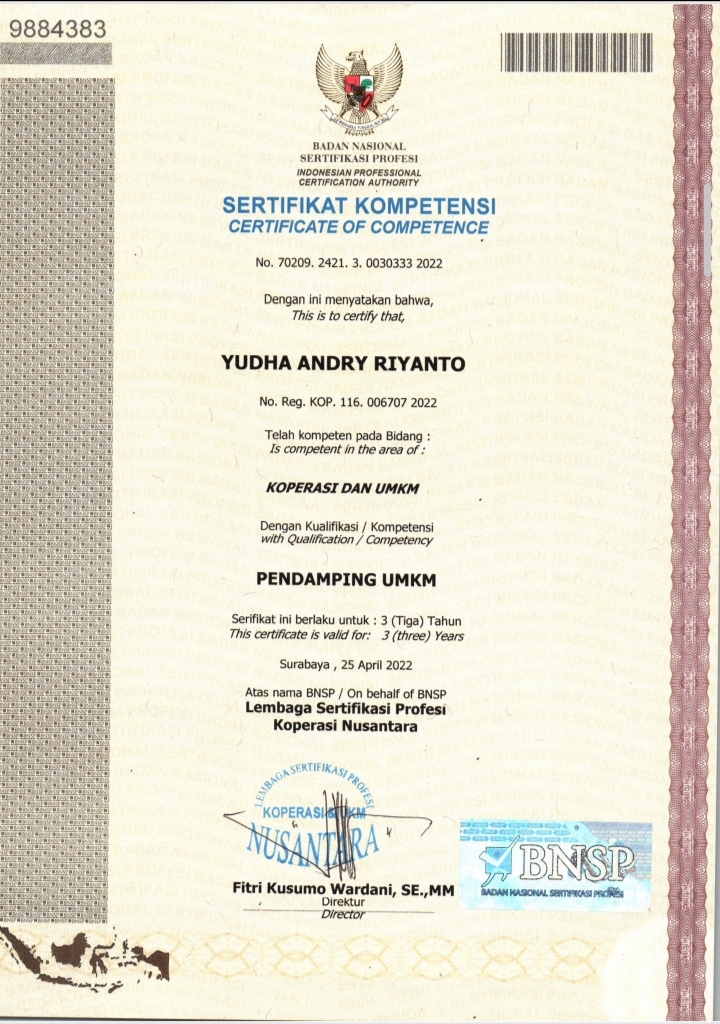 9884383
BADAN NASIONAL
SERTIFIKASI PROFESI
INDONESIAN PROFESSIONAL
CERTIFICATION AUTHORITY
SERTIFIKAT KOMPETENSI
CERTIFICATE OF COMPETENCE
No. 70209. 2421. 3. 0030333 2022
Dengan ini menyatakan bahwa,
This is to certify that,
YUDHA ANDRY RIYANTO
No. Reg. KOP. 116. 006707 2022
Telah kompeten pada Bidang :
Is competent in the area of :
KOPERASI DAN UMKM
Dengan Kualifikasi / Kompetensi
with Qualification / Competency
PENDAMPING UMKM
Serifikat ini berlaku untuk : 3 (Tiga) Tahun
This certificate is valid for: 3 (three) Years
Surabaya , 25 April 2022
Atas nama BNSP / On behalf of BNSP
Lembaga Sertifikasi Profesi
Koperasi Nusantara
LEMBAGA SERTIFIKASI PROFESI
KOPERASI & UKM
NUSANTARA
BNSP
BADAN NASIONAL SERTIFIKASI PROFESI
Fitri Kusumo Wardani, SE.,MM
Direktur
Director